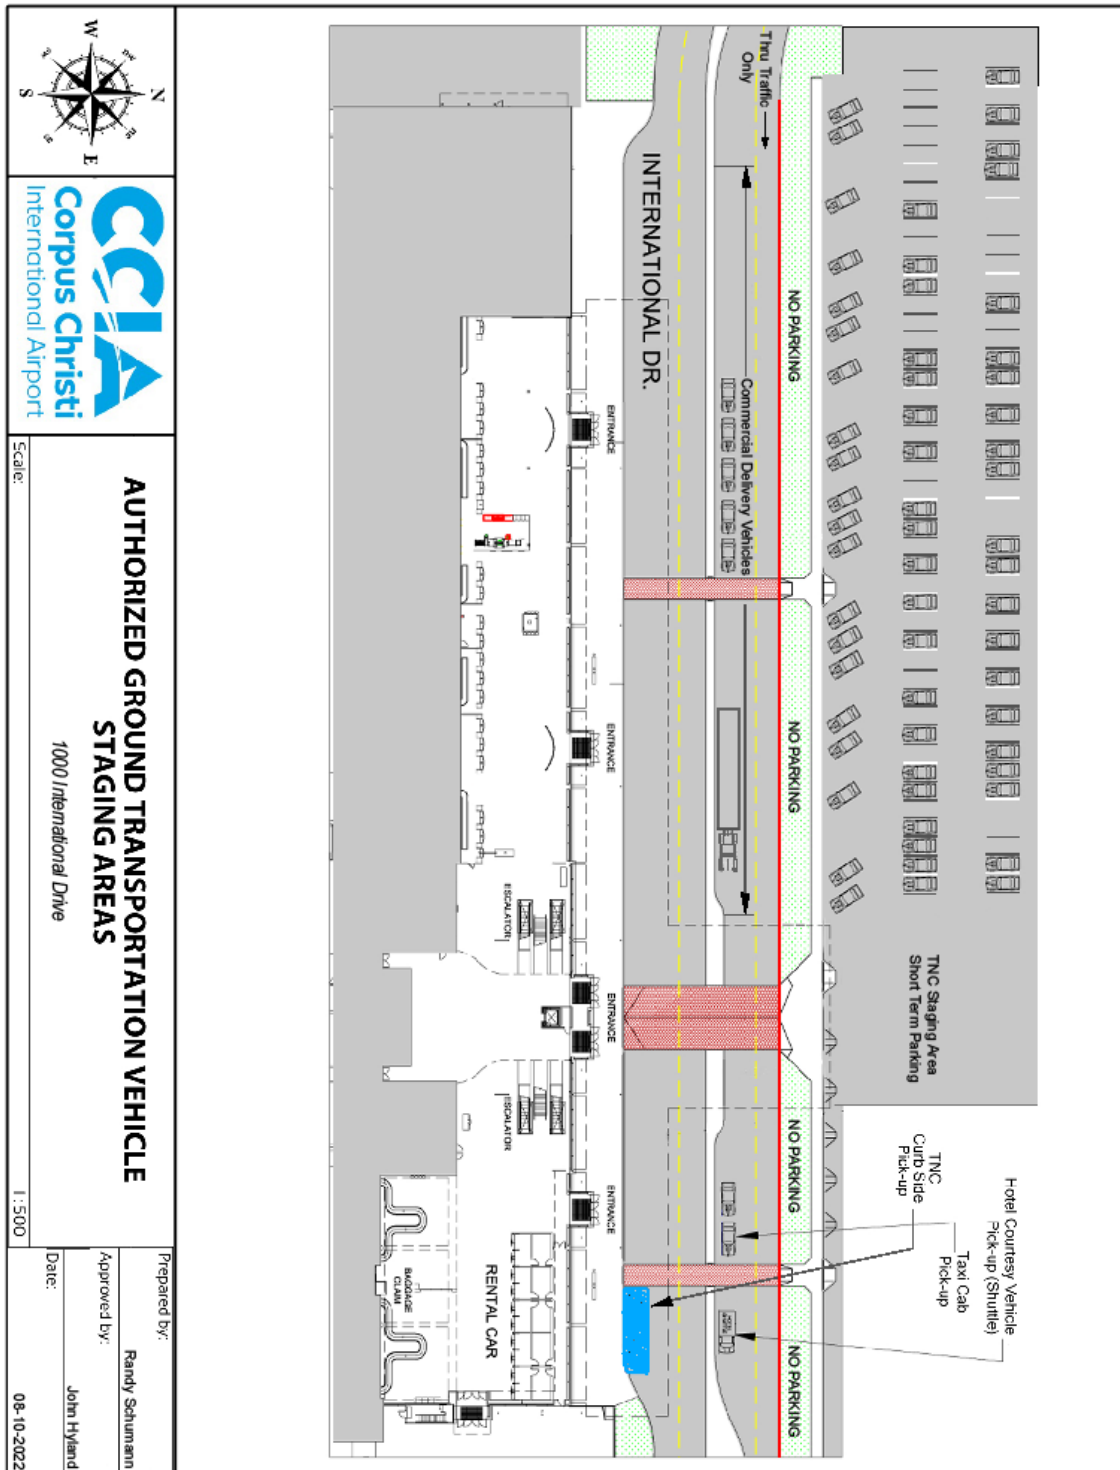 W
N
S
E
NW
SW
NE
SE
CCIA
Corpus Christi
International Airport
AUTHORIZED GROUND TRANSPORTATION VEHICLE
STAGING AREAS
1000 International Drive
Scale:
1:500
Prepared by:
Randy Schumann
Approved by:
John Hyland
Date:
08-10-2022
Thru Traffic
Only
INTERNATIONAL DR.
Commercial Delivery Vehicles
NO PARKING
NO PARKING
NO PARKING
NO PARKING
ENTRANCE
ENTRANCE
ENTRANCE
ENTRANCE
ESCALATOR
ESCALATOR
BAGGAGE
CLAIM
RENTAL CAR
TNC Staging Area
Short Term Parking
TNC
Curb Side
Pick-up
Taxi Cab
Pick-up
Hotel Courtesy Vehicle
Pick-up (Shuttle)